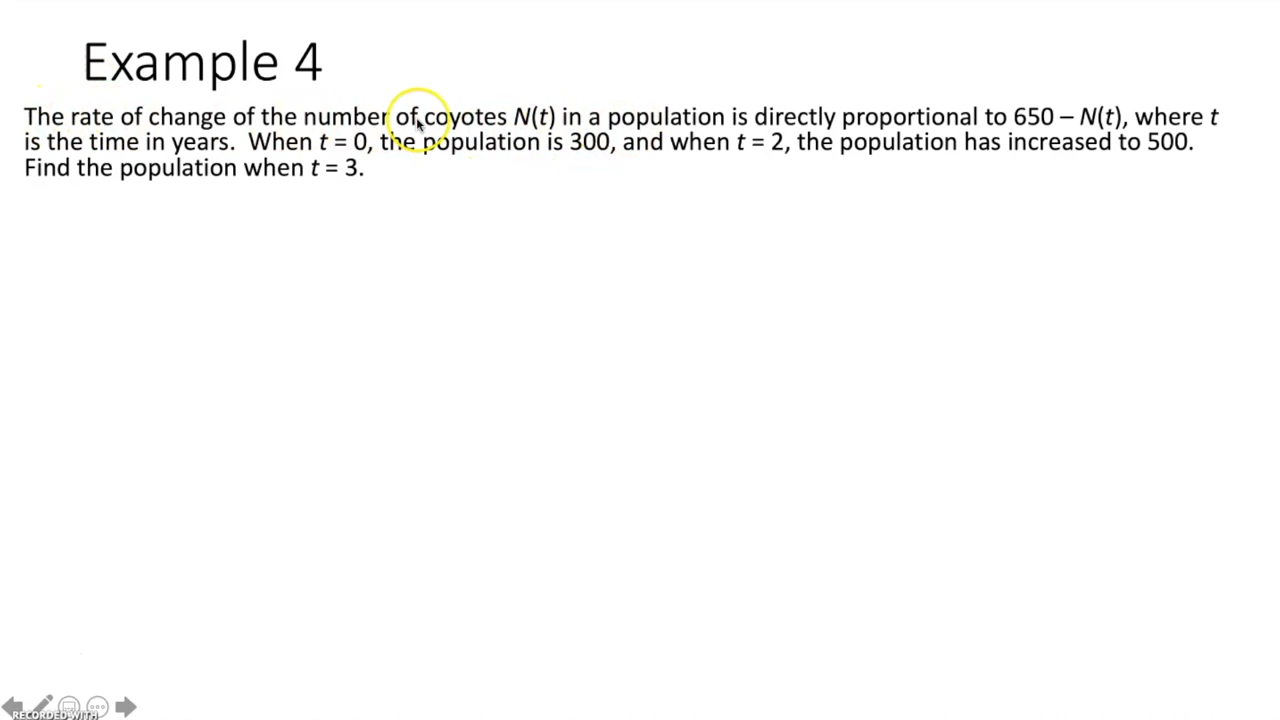 Example 4
The rate of change of the number of coyotes N(t) in a population is directly proportional to 650 – N(t), where t
is the time in years.  When t = 0, the population is 300, and when t = 2, the population has increased to 500.
Find the population when t = 3.
RECORDED WITH